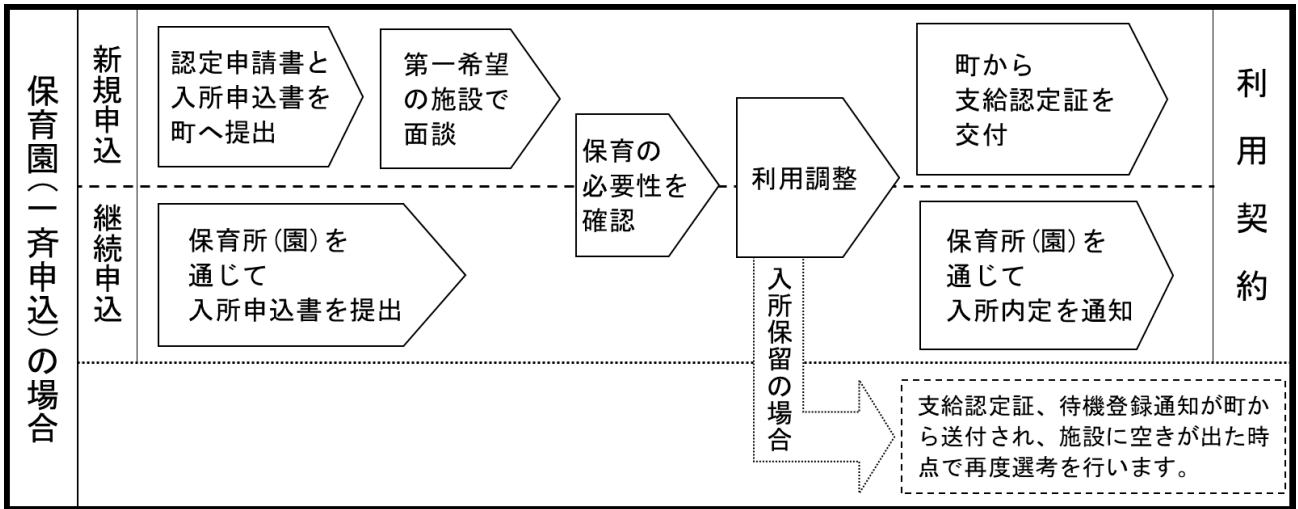 保育園(一斉申込)の場合
新規申込
認定申請書と
入所申込書を
町へ提出
第一希望
の施設で
面談
継続申込
保育所(園)を
通じて
入所申込書を提出
保育の
必要性を
確認
利用調整
町から
支給認定証を
交付
保育所(園)を
通じて
入所内定を通知
利用契約
入所保留の場合
支給認定証、待機登録通知が町か
ら送付され、施設に空きが出た時
点で再度選考を行います。